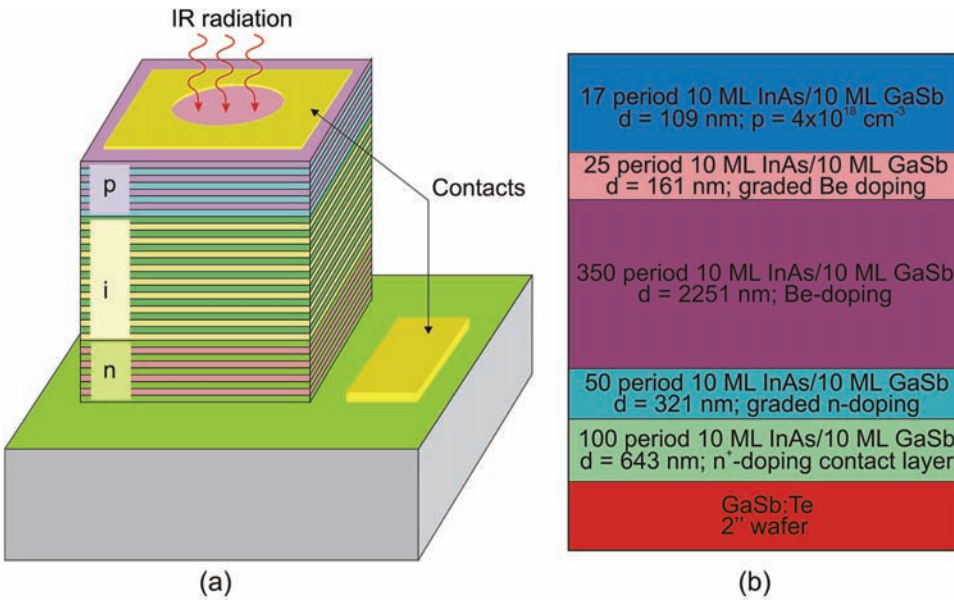 IR radiation
Contacts
p
i
n
(a)
17 period 10 ML InAs/10 ML GaSb
d = 109 nm; p = 4x10¹⁸ cm⁻³
25 period 10 ML InAs/10 ML GaSb
d = 161 nm; graded Be doping
350 period 10 ML InAs/10 ML GaSb
d = 2251 nm; Be-doping
50 period 10 ML InAs/10 ML GaSb
d = 321 nm; graded n-doping
100 period 10 ML InAs/10 ML GaSb
d = 643 nm; n⁺-doping contact layer
GaSb:Te
2'' wafer
(b)